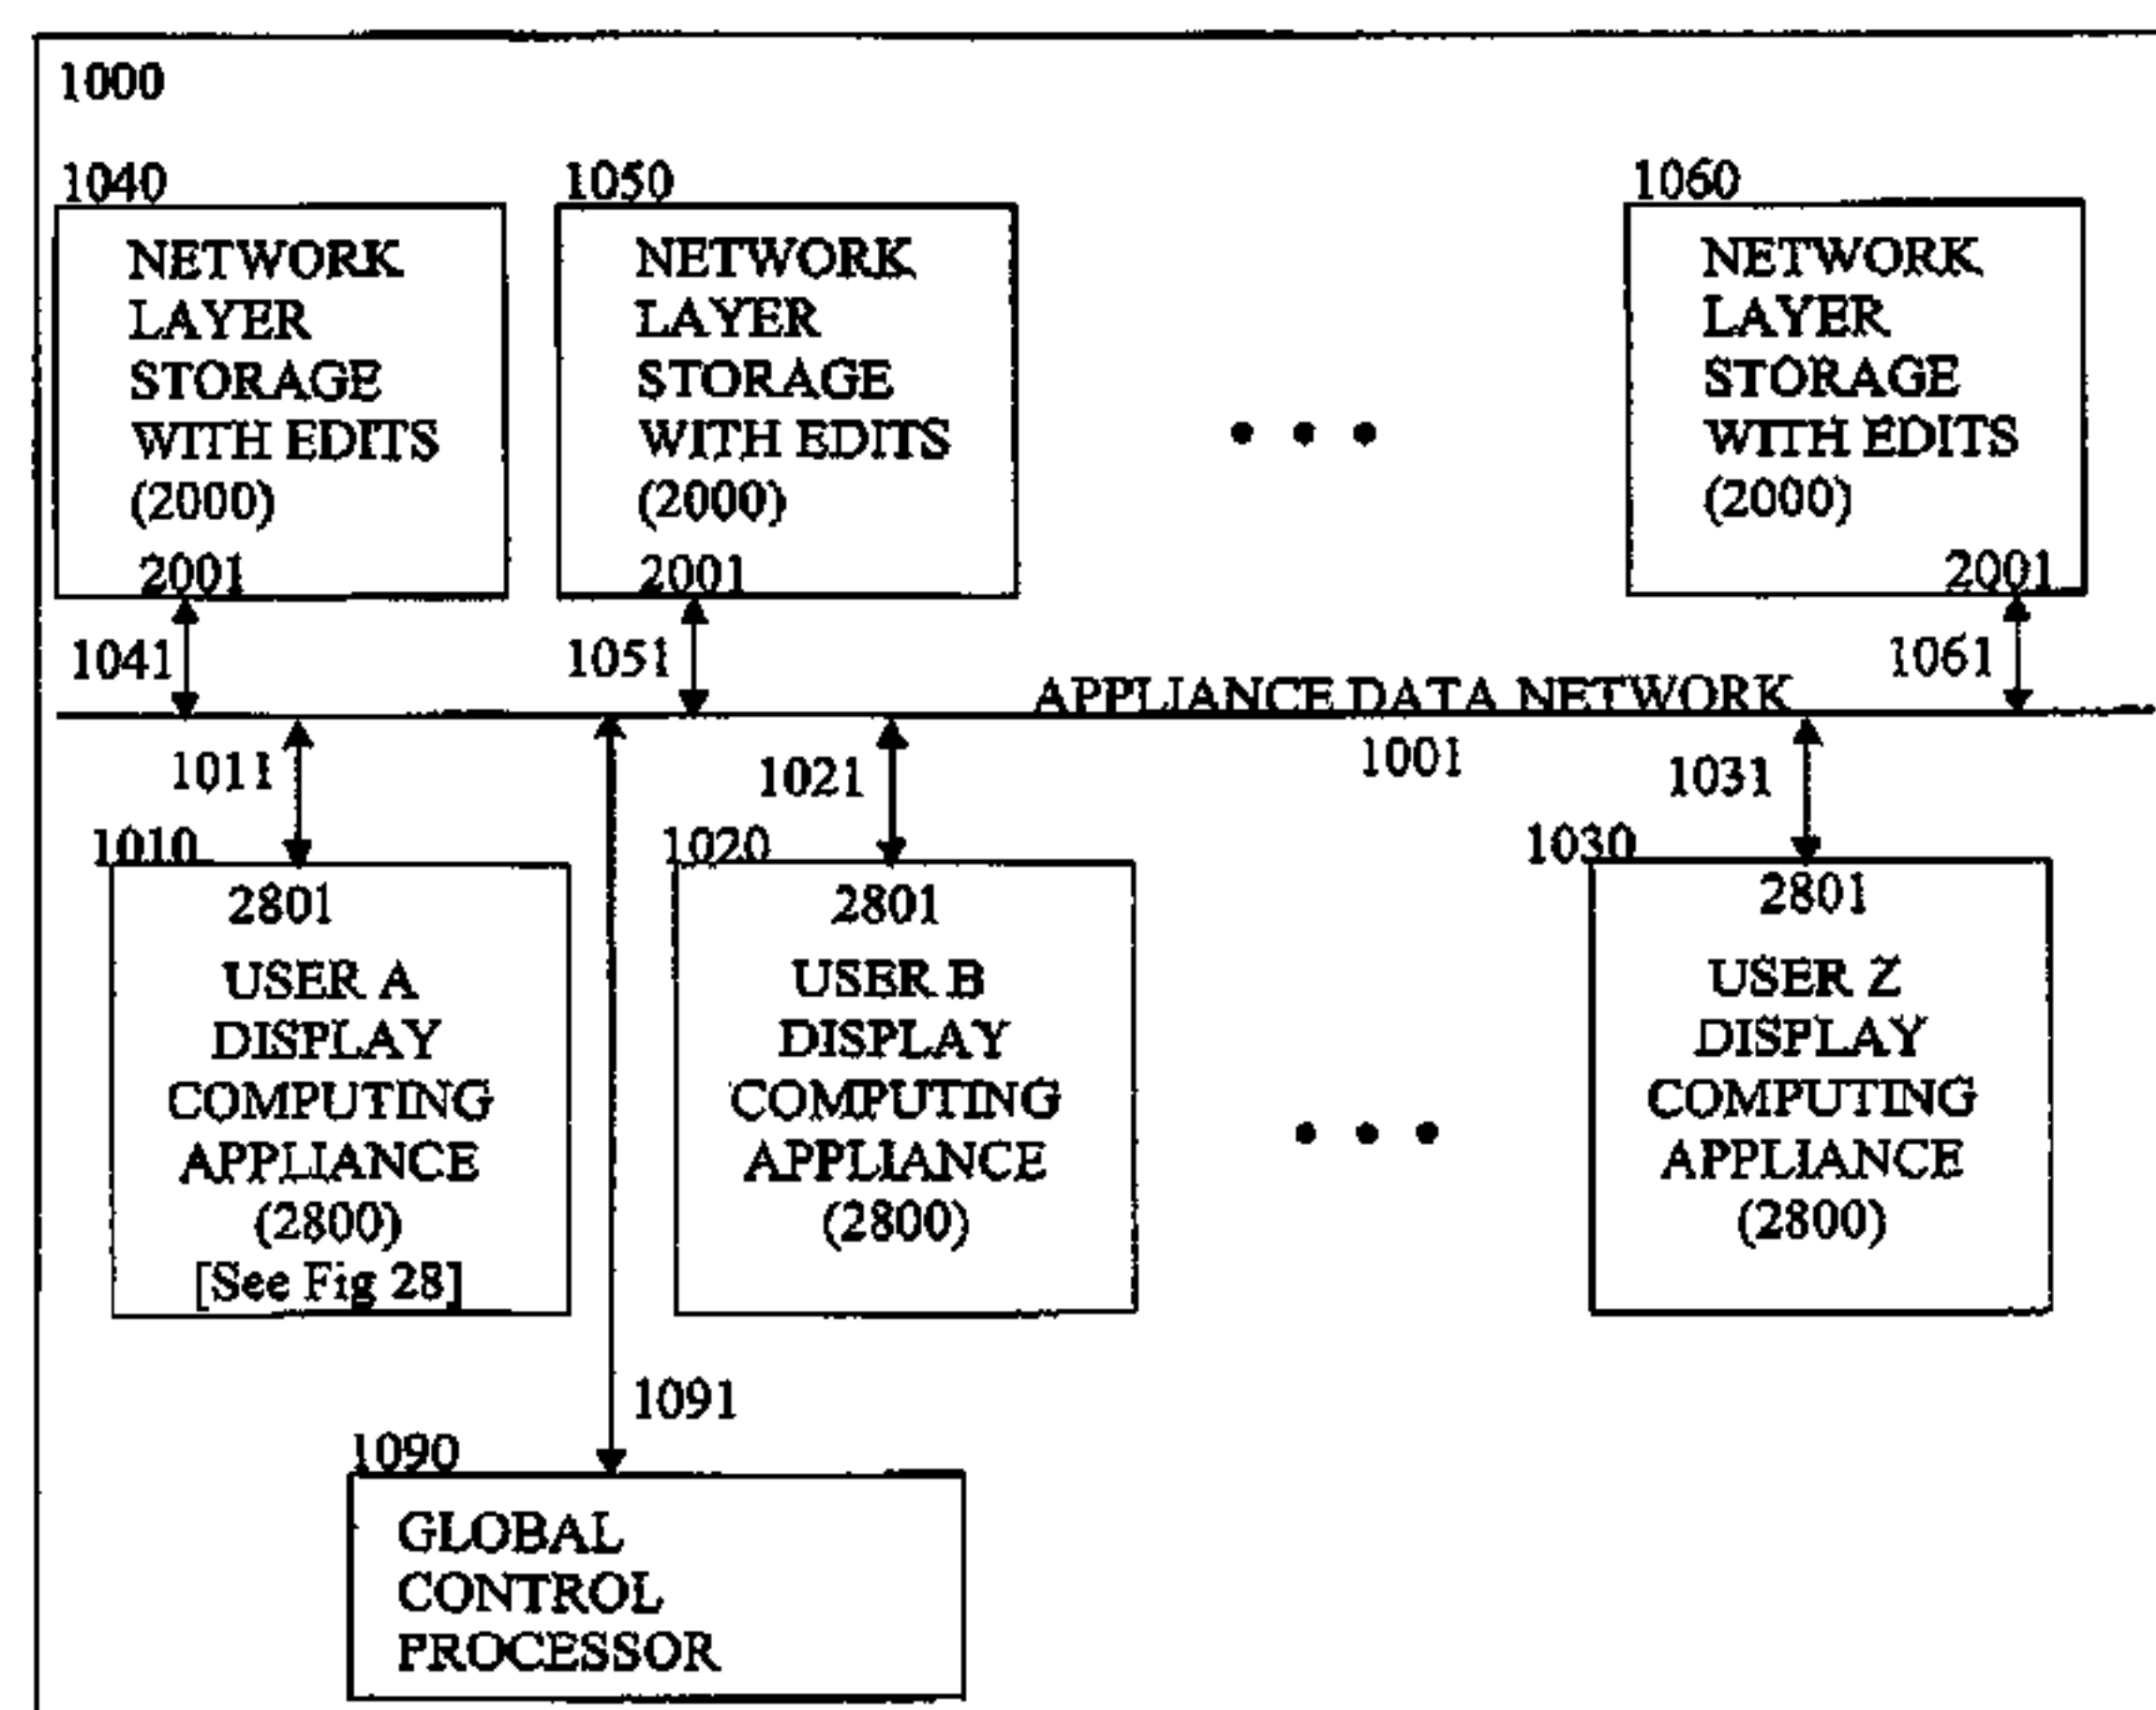 1000
1040
NETWORK
LAYER
STORAGE
WITH EDITS
(2000)
2001
1050
NETWORK
LAYER
STORAGE
WITH EDITS
(2000)
2001
1060
NETWORK
LAYER
STORAGE
WITH EDITS
(2000)
2001
1041
1051
1061
APPLIANCE DATA NETWORK
1001
1011
1021
1031
1010
2801
USER A
DISPLAY
COMPUTING
APPLIANCE
(2800)
[See Fig 28]
1020
2801
USER B
DISPLAY
COMPUTING
APPLIANCE
(2800)
1030
2801
USER Z
DISPLAY
COMPUTING
APPLIANCE
(2800)
1091
1090
GLOBAL
CONTROL
PROCESSOR